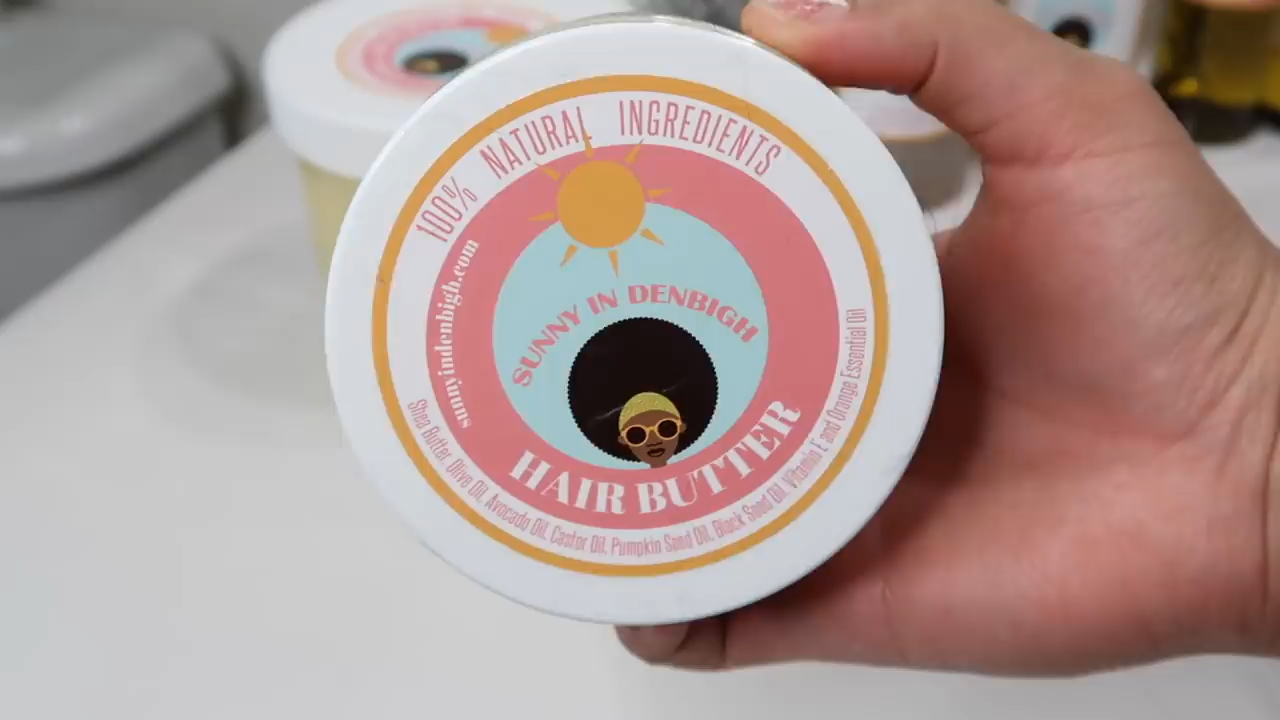 100% NATURAL INGREDIENTS
sunnyindenbigh.com
SUNNY IN DENBIGH
HAIR BUTTER
Shea Butter, Olive Oil, Avocado Oil, Castor Oil, Pumpkin Seed Oil, Black Seed Oil, Vitamin E and Orange Essential Oil